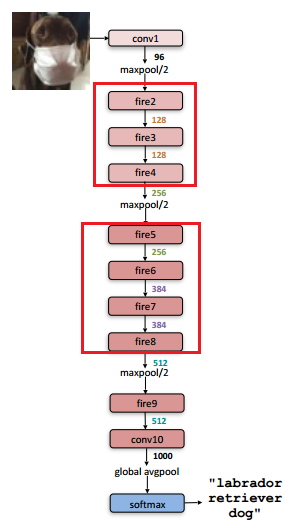 conv1
96
maxpool/2
fire2
128
fire3
128
fire4
256
maxpool/2
fire5
256
fire6
384
fire7
384
fire8
512
maxpool/2
fire9
512
conv10
1000
global avgpool
softmax
"labrador
retriever
dog"